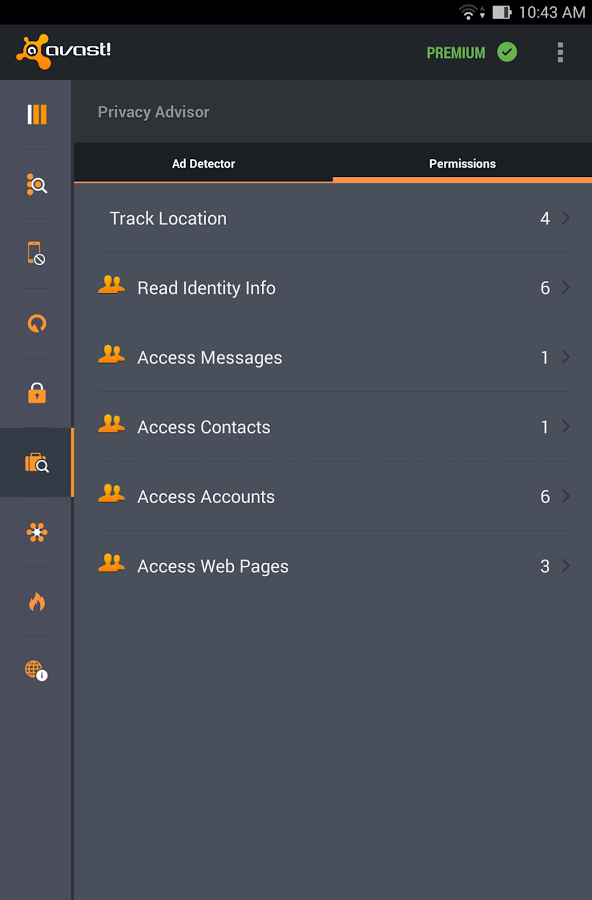 10:43 AM
avast!
PREMIUM
Privacy Advisor
Ad Detector
Permissions
Track Location 4
Read Identity Info 6
Access Messages 1
Access Contacts 1
Access Accounts 6
Access Web Pages 3